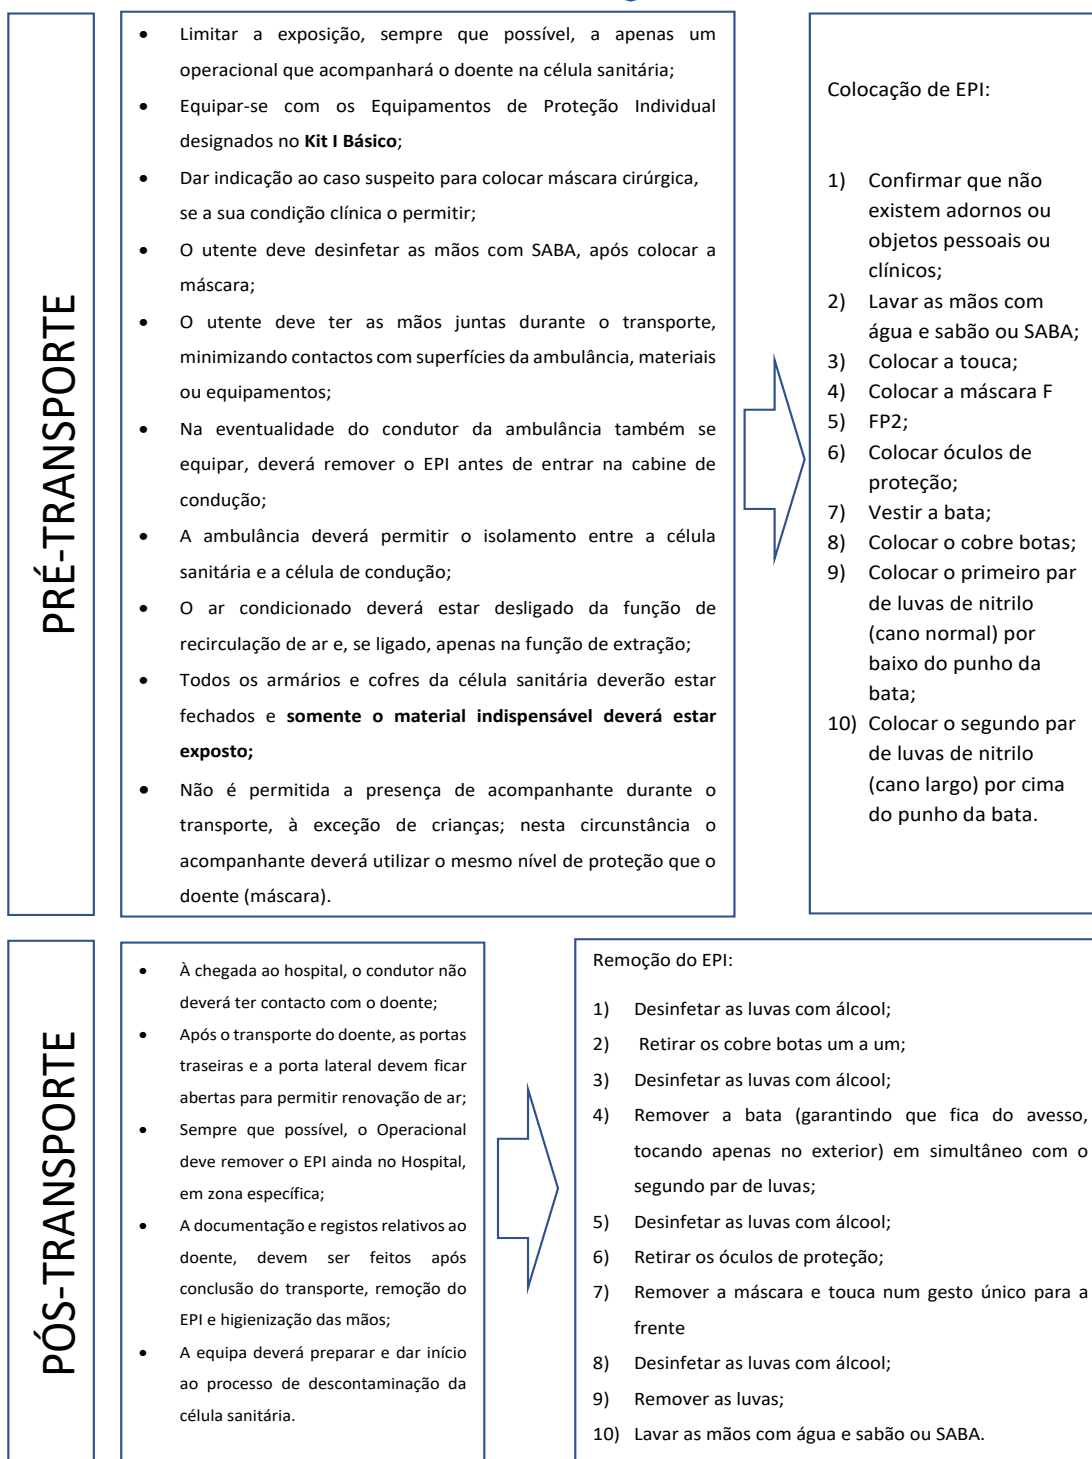 PRÉ-TRANSPORTE
• Limitar a exposição, sempre que possível, a apenas um
operacional que acompanhará o doente na célula sanitária;
• Equipar-se com os Equipamentos de Proteção Individual
designados no Kit I Básico;
• Dar indicação ao caso suspeito para colocar máscara cirúrgica,
se a sua condição clínica o permitir;
• O utente deve desinfetar as mãos com SABA, após colocar a
máscara;
• O utente deve ter as mãos juntas durante o transporte,
minimizando contactos com superfícies da ambulância, materiais
ou equipamentos;
• Na eventualidade do condutor da ambulância também se
equipar, deverá remover o EPI antes de entrar na cabine de
condução;
• A ambulância deverá permitir o isolamento entre a célula
sanitária e a célula de condução;
• O ar condicionado deverá estar desligado da função de
recirculação de ar e, se ligado, apenas na função de extração;
• Todos os armários e cofres da célula sanitária deverão estar
fechados e somente o material indispensável deverá estar
exposto;
• Não é permitida a presença de acompanhante durante o
transporte, à exceção de crianças; nesta circunstância o
acompanhante deverá utilizar o mesmo nível de proteção que o
doente (máscara).
Colocação de EPI:
1) Confirmar que não
existem adornos ou
objetos pessoais ou
clínicos;
2) Lavar as mãos com
água e sabão ou SABA;
3) Colocar a touca;
4) Colocar a máscara F
5) FP2;
6) Colocar óculos de
proteção;
7) Vestir a bata;
8) Colocar o cobre botas;
9) Colocar o primeiro par
de luvas de nitrilo
(cano normal) por
baixo do punho da
bata;
10) Colocar o segundo par
de luvas de nitrilo
(cano largo) por cima
do punho da bata.
PÓS-TRANSPORTE
• À chegada ao hospital, o condutor não
deverá ter contacto com o doente;
• Após o transporte do doente, as portas
traseiras e a porta lateral devem ficar
abertas para permitir renovação de ar;
• Sempre que possível, o Operacional
deve remover o EPI ainda no Hospital,
em zona específica;
• A documentação e registos relativos ao
doente, devem ser feitos após
conclusão do transporte, remoção do
EPI e higienização das mãos;
• A equipa deverá preparar e dar início
ao processo de descontaminação da
célula sanitária.
Remoção do EPI:
1) Desinfetar as luvas com álcool;
2) Retirar os cobre botas um a um;
3) Desinfetar as luvas com álcool;
4) Remover a bata (garantindo que fica do avesso,
tocando apenas no exterior) em simultâneo com o
segundo par de luvas;
5) Desinfetar as luvas com álcool;
6) Retirar os óculos de proteção;
7) Remover a máscara e touca num gesto único para a
frente
8) Desinfetar as luvas com álcool;
9) Remover as luvas;
10) Lavar as mãos com água e sabão ou SABA.